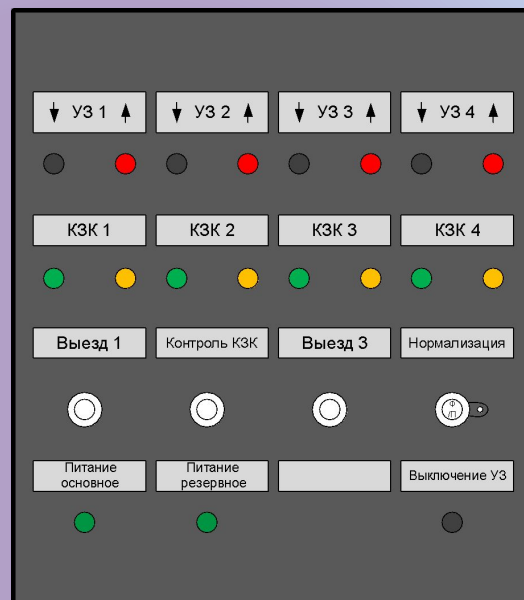 УЗ 1
УЗ 2
УЗ 3
УЗ 4
КЗК 1
КЗК 2
КЗК 3
КЗК 4
Выезд 1
Контроль КЗК
Выезд 3
Нормализация
Ф
/П
Питание
основное
Питание
резервное
Выключение УЗ